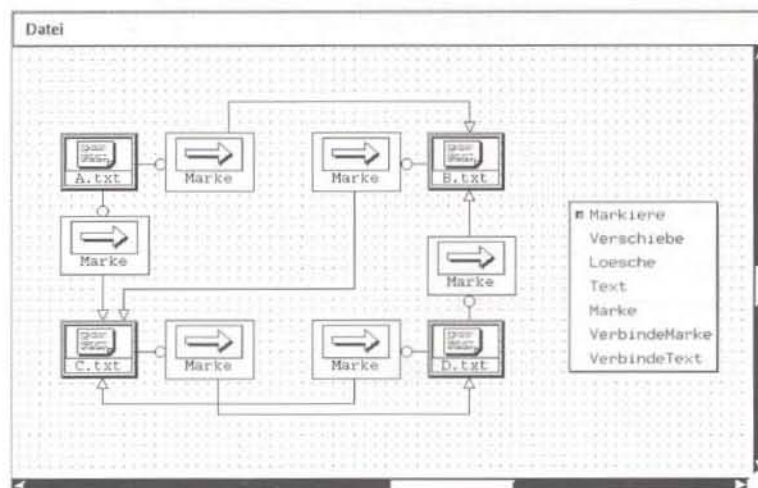 Datei
A.txt
Marke
Marke
B.txt
Marke
Marke
C.txt
Marke
Marke
D.txt
Markiere
Verschiebe
Loesche
Text
Marke
VerbindeMarke
VerbindeText